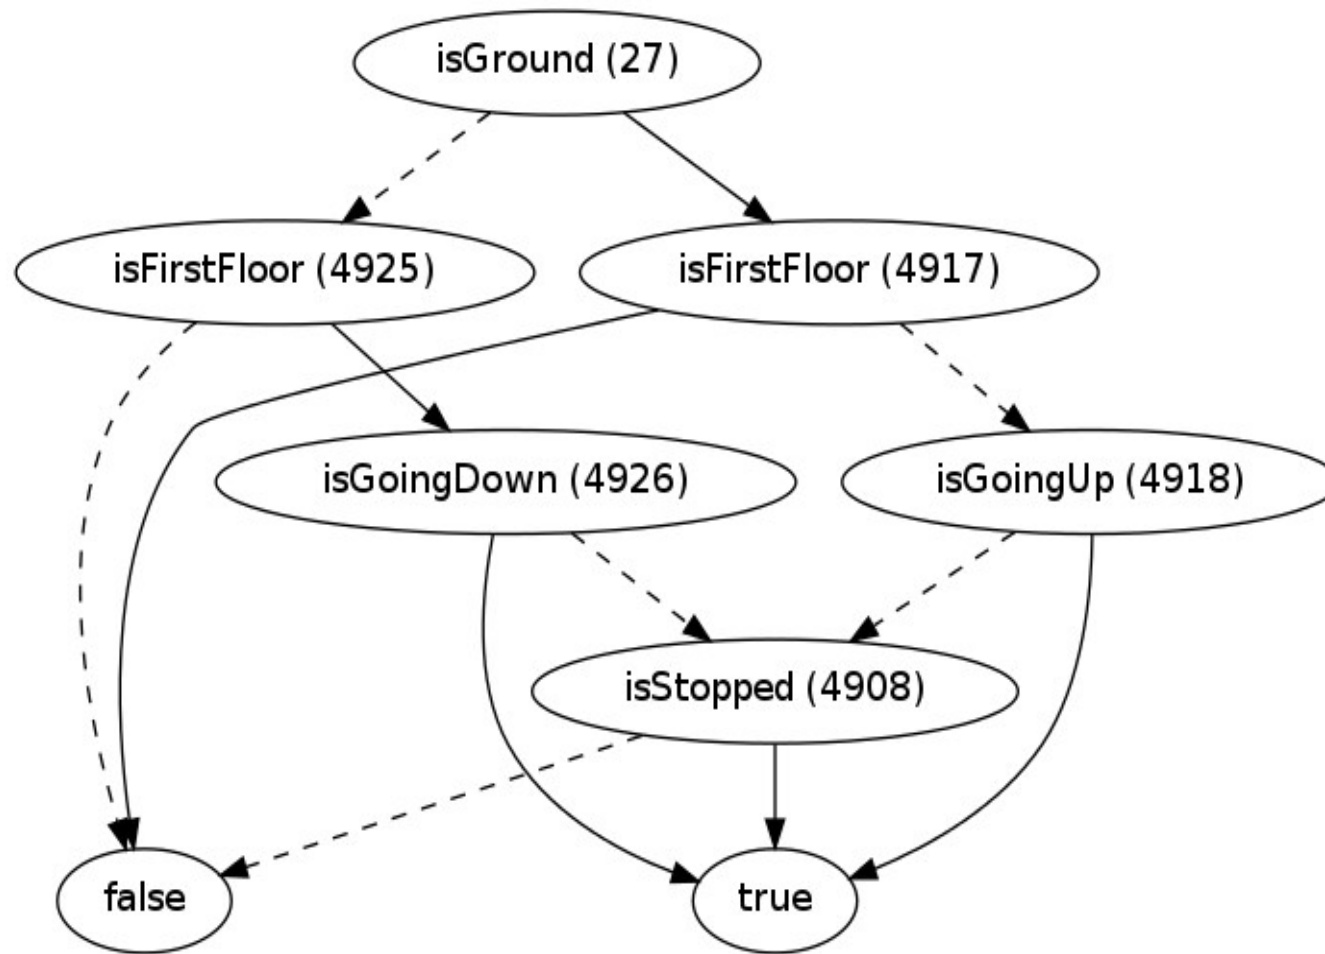 isGround (27)
isFirstFloor (4925)
isFirstFloor (4917)
isGoingDown (4926)
isGoingUp (4918)
isStopped (4908)
false
true